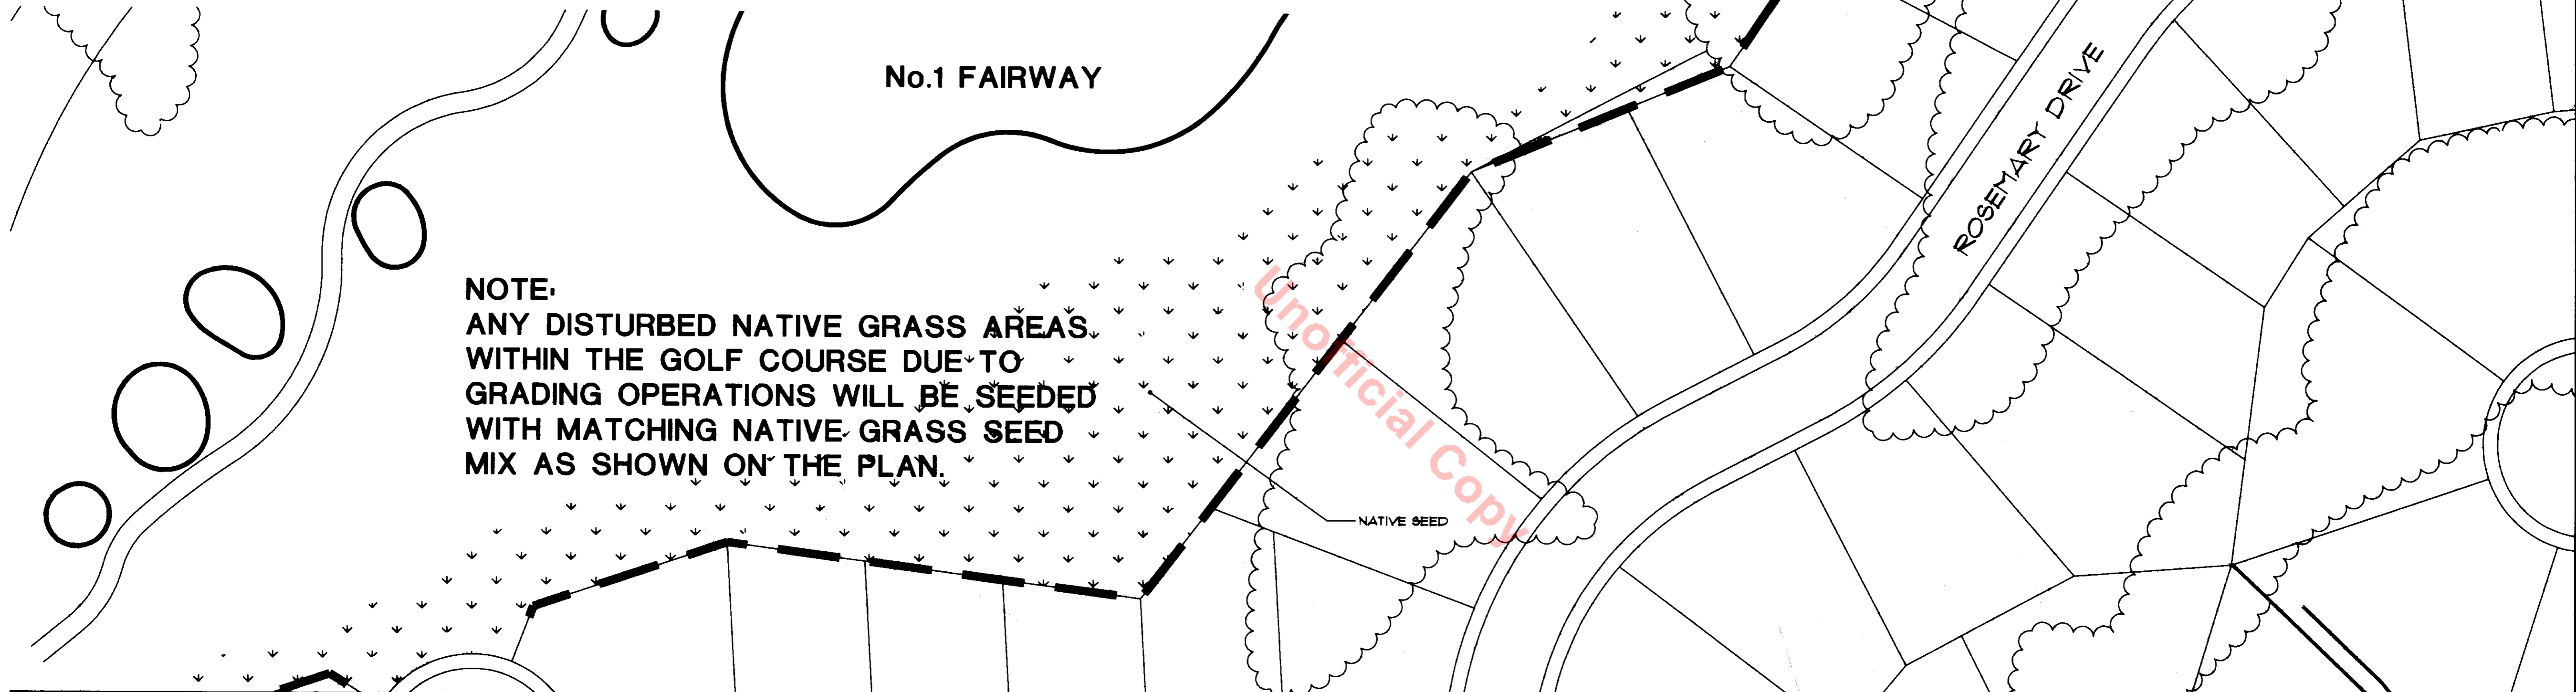 No.1 FAIRWAY
ROSEMARY DRIVE
NOTE:
ANY DISTURBED NATIVE GRASS AREAS
WITHIN THE GOLF COURSE DUE TO
GRADING OPERATIONS WILL BE SEEDED
WITH MATCHING NATIVE GRASS SEED
MIX AS SHOWN ON THE PLAN.
NATIVE SEED
Unofficial Copy